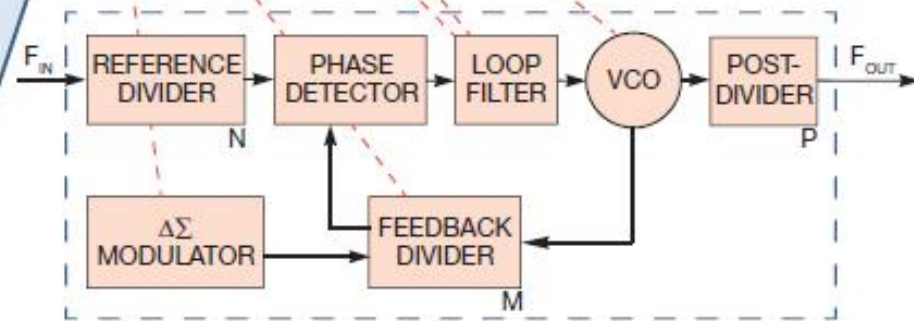 F_IN
REFERENCE
DIVIDER
N
PHASE
DETECTOR
LOOP
FILTER
VCO
POST-
DIVIDER
P
F_OUT
ΔΣ
MODULATOR
FEEDBACK
DIVIDER
M